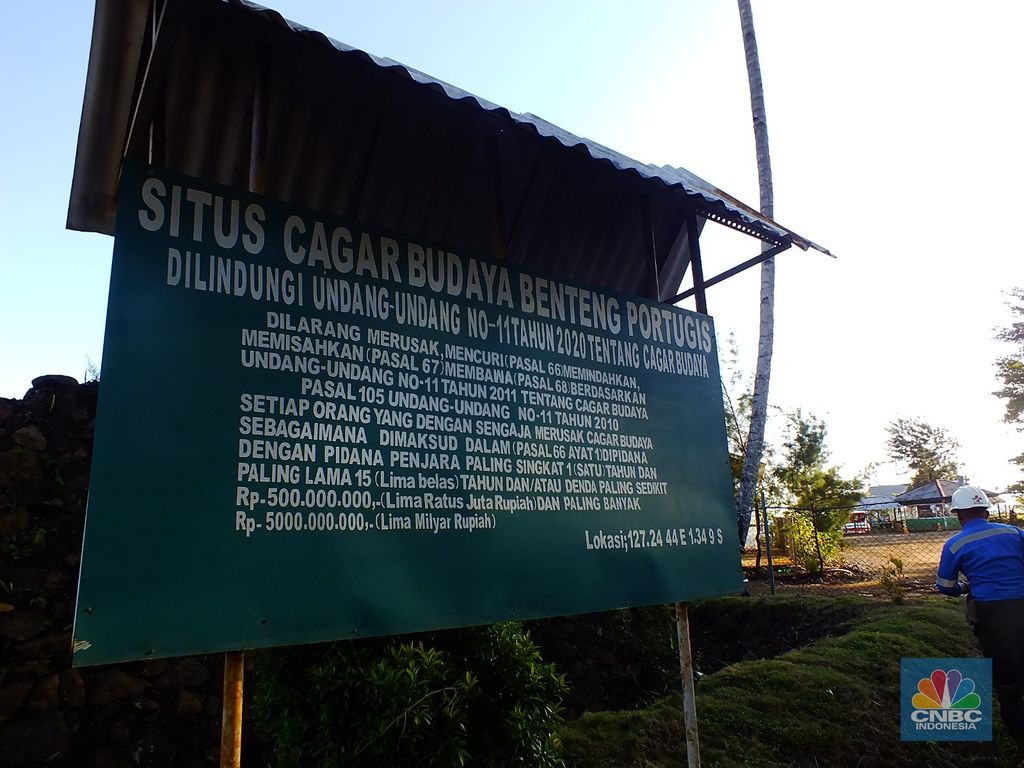 SITUS CAGAR BUDAYA BENTENG PORTUGIS
DILINDUNGI UNDANG-UNDANG NO-11 TAHUN 2020 TENTANG CAGAR BUDAYA
DILARANG MERUSAK, MENCURI (PASAL 66) MEMINDAHKAN,
MEMISAHKAN (PASAL 67) MEMBAWA (PASAL 68) BERDASARKAN
UNDANG-UNDANG NO-11 TAHUN 2011 TENTANG CAGAR BUDAYA
PASAL 105 UNDANG-UNDANG NO-11 TAHUN 2010
SETIAP ORANG YANG DENGAN SENGAJA MERUSAK CAGAR BUDAYA
SEBAGAIMANA DIMAKSUD DALAM (PASAL 66 AYAT 1) DIPIDANA
DENGAN PIDANA PENJARA PALING SINGKAT 1 (SATU) TAHUN DAN
PALING LAMA 15 (Lima belas) TAHUN DAN/ATAU DENDA PALING SEDIKIT
Rp-500.000.000,-(Lima Ratus Juta Rupiah) DAN PALING BANYAK
Rp- 5000.000.000,-(Lima Milyar Rupiah)
Lokasi;127.24 44 E 1.34 9 S
CNBC
INDONESIA